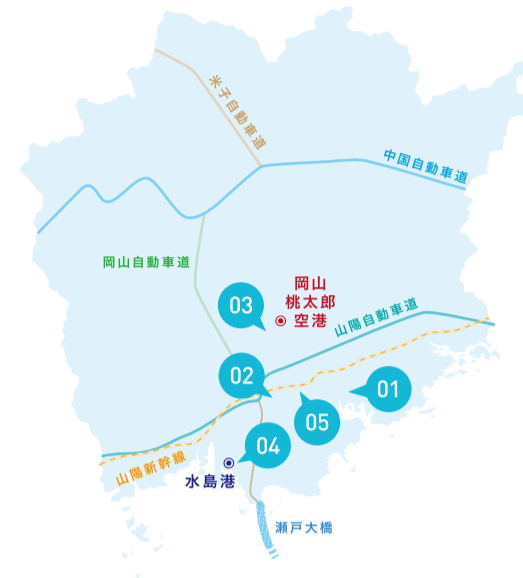 米子自動車道
中国自動車道
岡山自動車道
岡山
桃太郎
空港
03
山陽自動車道
02
01
05
04
山陽新幹線
水島港
瀬戸大橋